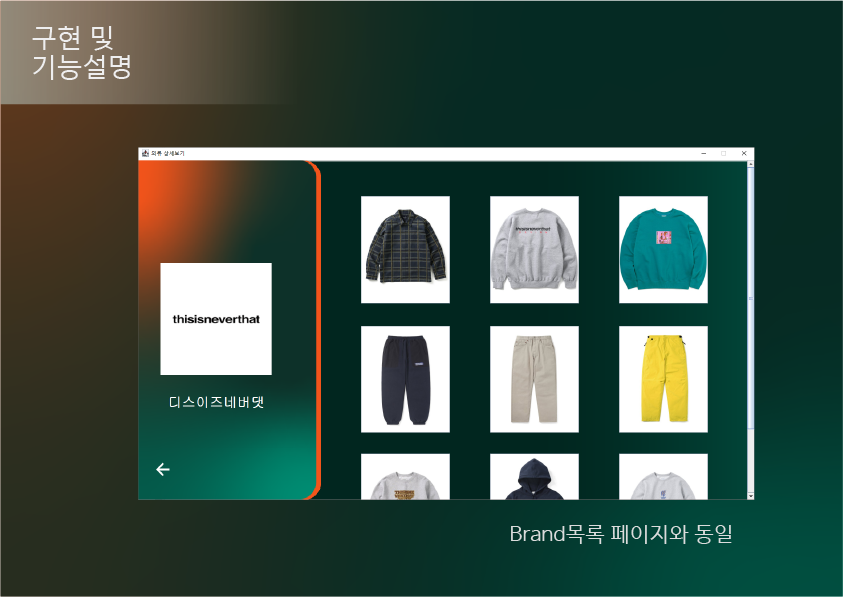 구현 및
기능설명
의류 상세보기
thisisneverthat
thisisneverthat
디스이즈네버댓
Brand목록 페이지와 동일